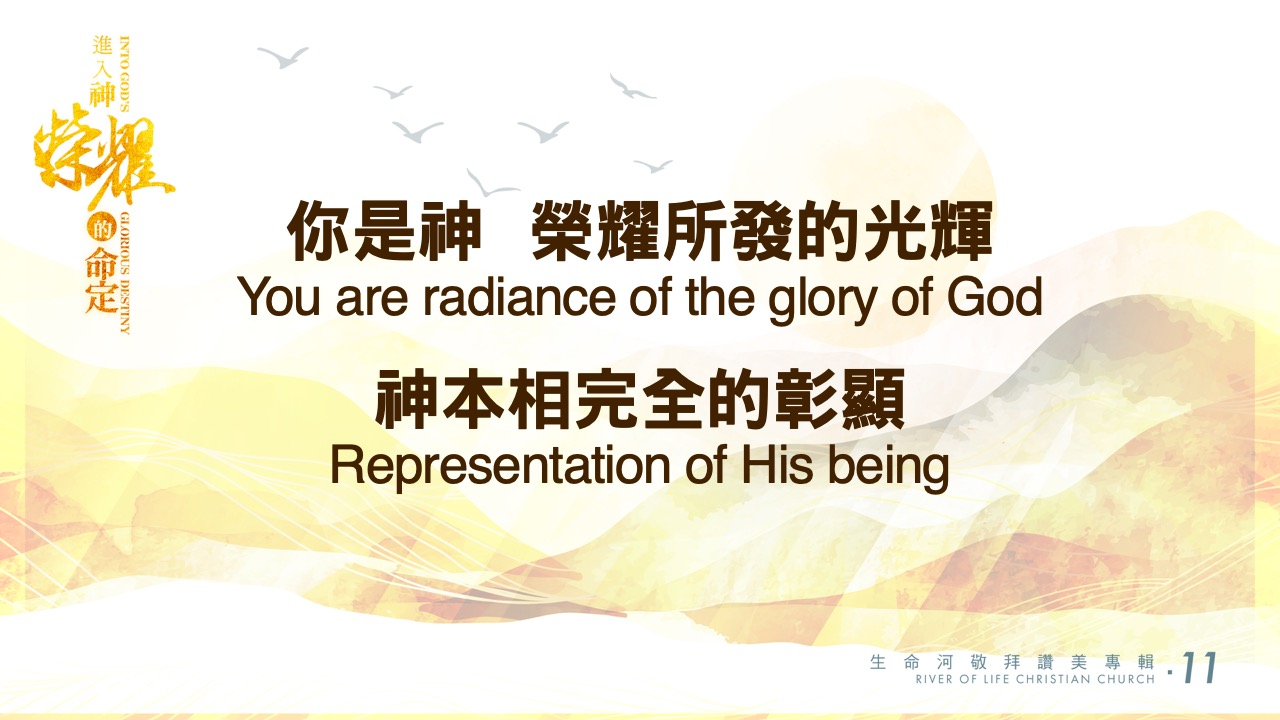 進入神
榮耀
的
命定
INTO GOD'S
GLORIOUS DESTINY
你是神 榮耀所發的光輝
You are radiance of the glory of God
神本相完全的彰顯
Representation of His being
生命河敬拜讚美專輯
RIVER OF LIFE CHRISTIAN CHURCH
·11